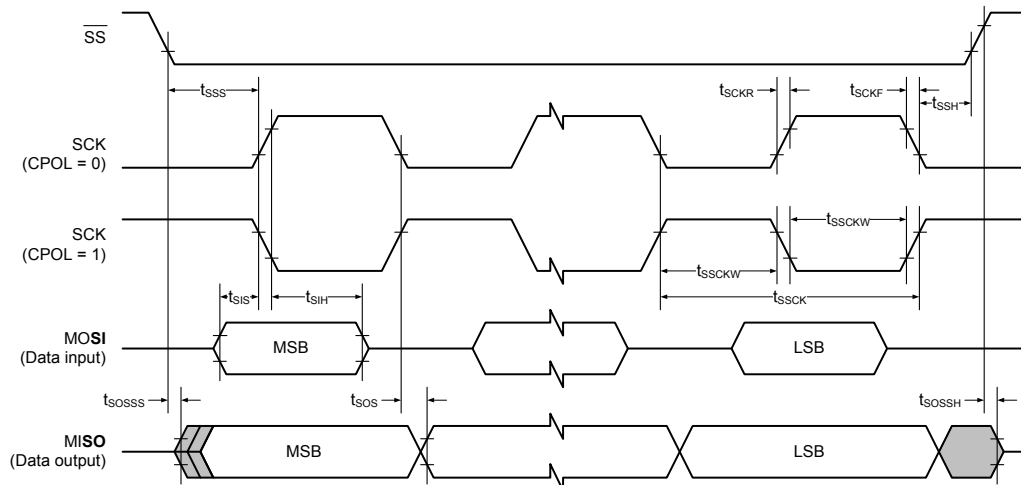 SS
tSSS
tSCKR
tSCKF
tSSH
SCK
(CPOL = 0)
SCK
(CPOL = 1)
tSSCKW
tSSCKW
tSIS
tSIH
tSSCK
MOSI
(Data input)
MSB
LSB
tSOSSS
tSOS
tSOSSH
MISO
(Data output)
MSB
LSB